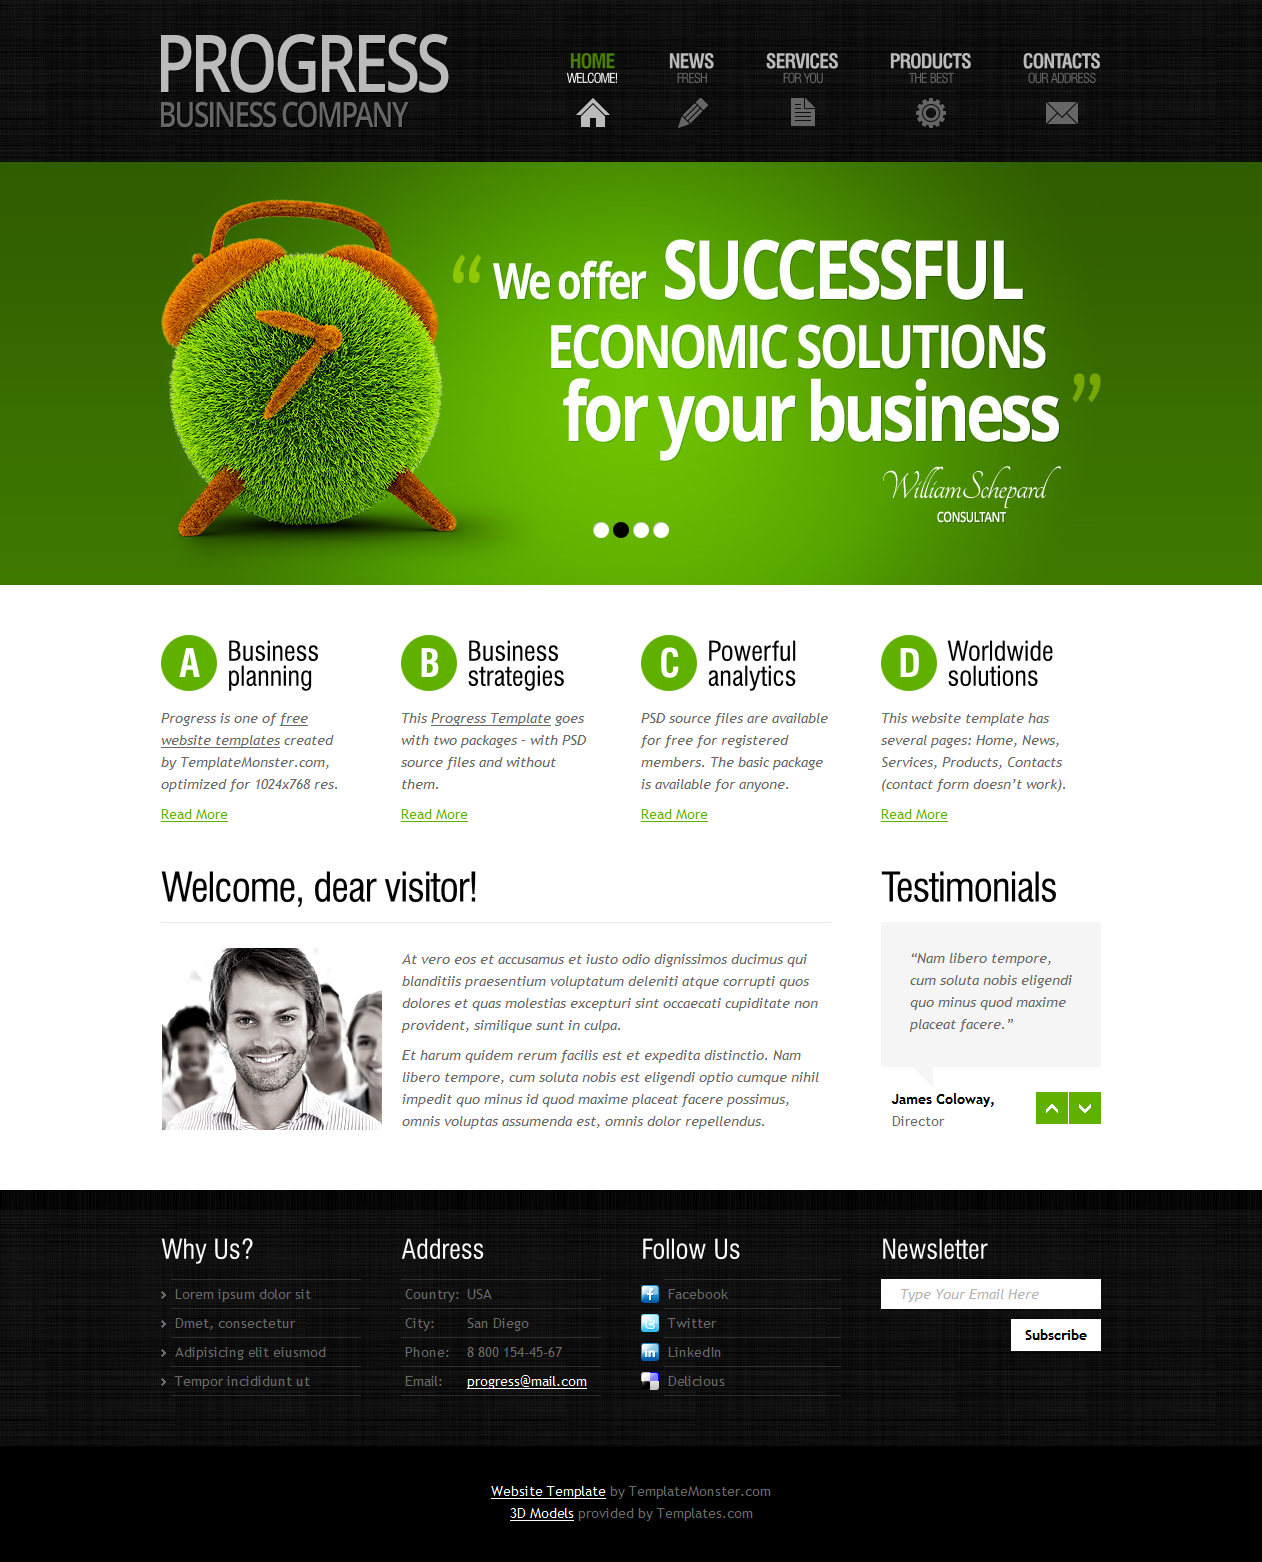 PROGRESS
BUSINESS COMPANY
HOME
WELCOME!
NEWS
FRESH
SERVICES
FOR YOU
PRODUCTS
THE BEST
CONTACTS
OUR ADDRESS
“ We offer SUCCESSFUL
ECONOMIC SOLUTIONS
for your business ”
William Schepard
CONSULTANT
A
Business
planning
Progress is one of free
website templates created
by TemplateMonster.com,
optimized for 1024x768 res.
Read More
B
Business
strategies
This Progress Template goes
with two packages – with PSD
source files and without
them.
Read More
C
Powerful
analytics
PSD source files are available
for free for registered
members. The basic package
is available for anyone.
Read More
D
Worldwide
solutions
This website template has
several pages: Home, News,
Services, Products, Contacts
(contact form doesn’t work).
Read More
Welcome, dear visitor!
At vero eos et accusamus et iusto odio dignissimos ducimus qui
blanditiis praesentium voluptatum deleniti atque corrupti quos
dolores et quas molestias excepturi sint occaecati cupiditate non
provident, similique sunt in culpa.
Et harum quidem rerum facilis est et expedita distinctio. Nam
libero tempore, cum soluta nobis est eligendi optio cumque nihil
impedit quo minus id quod maxime placeat facere possimus,
omnis voluptas assumenda est, omnis dolor repellendus.
Testimonials
“Nam libero tempore,
cum soluta nobis eligendi
quo minus quod maxime
placeat facere.”
James Coloway,
Director
Why Us?
Lorem ipsum dolor sit
Dmet, consectetur
Adipisicing elit eiusmod
Tempor incididunt ut
Address
Country: USA
City: San Diego
Phone: 8 800 154-45-67
Email: progress@mail.com
Follow Us
Facebook
Twitter
LinkedIn
Delicious
Newsletter
Type Your Email Here
Subscribe
Website Template by TemplateMonster.com
3D Models provided by Templates.com